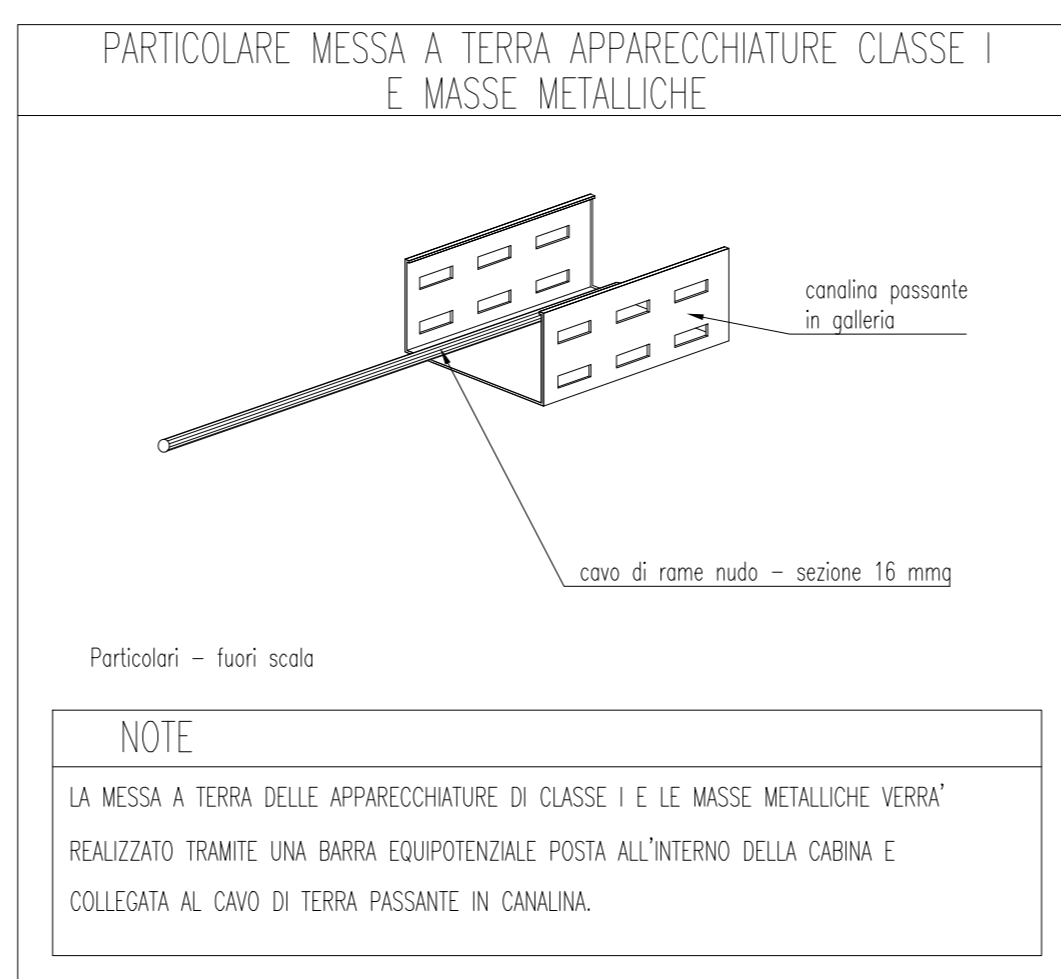 PARTICOLARE MESSA A TERRA APPARECCHIATURE CLASSE I
E MASSE METALLICHE
canalina passante
in galleria
cavo di rame nudo – sezione 16 mmq
Particolari – fuori scala
NOTE
LA MESSA A TERRA DELLE APPARECCHIATURE DI CLASSE I E LE MASSE METALLICHE VERRA'
REALIZZATO TRAMITE UNA BARRA EQUIPOTENZIALE POSTA ALL'INTERNO DELLA CABINA E
COLLEGATA AL CAVO DI TERRA PASSANTE IN CANALINA.